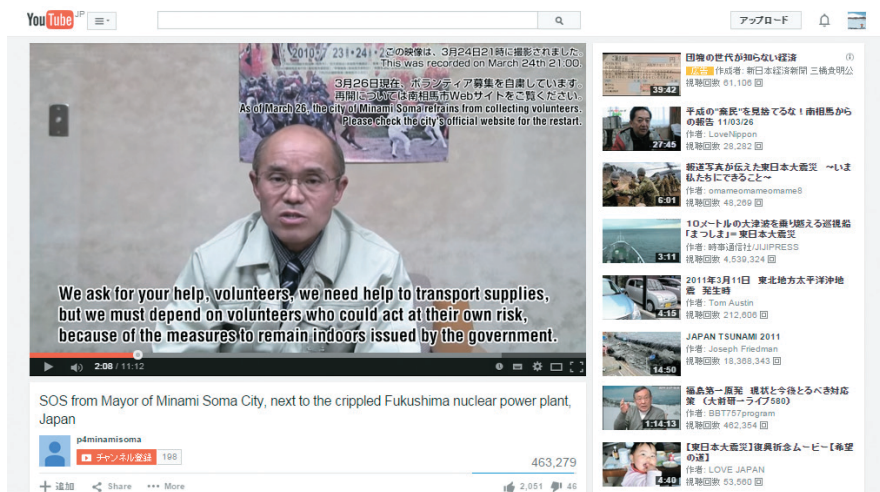 YouTube JP
アップロード
2010・7 23(金)・2
この映像は、3月24日21時に撮影されました。
This was recorded on March 24th 21:00.
3月26日現在、ボランティア募集を自粛しています。
再開については南相馬市Webサイトをご覧ください。
As of March 26, the city of Minami Soma refrains from collecting volunteers.
Please check the city's official website for the restart.
We ask for your help, volunteers, we need help to transport supplies,
but we must depend on volunteers who could act at their own risk,
because of the measures to remain indoors issued by the government.
2:08 / 11:12
SOS from Mayor of Minami Soma City, next to the crippled Fukushima nuclear power plant,
Japan
p4minamisoma
チャンネル登録 198
463,279
追加 Share More
2,051 46
39:42
団塊の世代が知らない経済
広告 作成者: 新日本経済新聞 三橋貴明公
視聴回数 61,106 回
27:45
平成の"棄民"を見捨てるな！南相馬から
の報告 11/03/26
作者: LoveNippon
視聴回数 28,282 回
6:01
報道写真が伝えた東日本大震災 ～いま
私たちにできること～
作者: omameomameomame8
視聴回数 48,269 回
3:11
10メートルの大津波を乗り越える巡視船
「まつしま」＝東日本大震災
作者: 時事通信社/JIJIPRESS
視聴回数 4,539,324 回
4:15
2011年3月11日 東北地方太平洋沖地
震 発生時
作者: Tom Austin
視聴回数 212,606 回
14:50
JAPAN TSUNAMI 2011
作者: Joseph Friedman
視聴回数 18,368,343 回
1:14:13
福島第一原発 現状と今後とるべき対応
策 （大前研一ライブ580）
作者: BBT757program
視聴回数 462,354 回
4:40
【東日本大震災】復興祈念ムービー【希望
の道】
作者: LOVE JAPAN
視聴回数 53,560 回